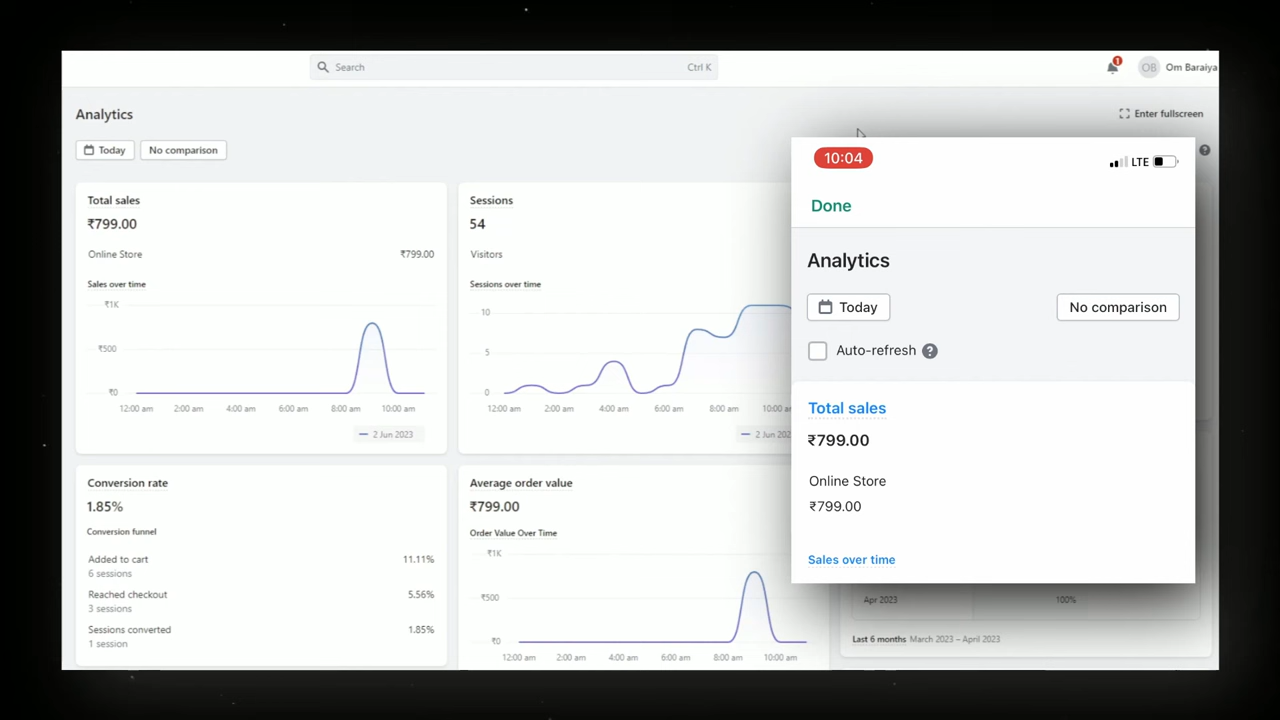 Search
Ctrl K
1
OB
Om Baraiya
Analytics
Enter fullscreen
Today
No comparison
Total sales
₹799.00
Online Store
₹799.00
Sales over time
₹1K
₹500
₹0
12:00 am
2:00 am
4:00 am
6:00 am
8:00 am
10:00 am
2 Jun 2023
Sessions
54
Visitors
Sessions over time
10
5
0
12:00 am
2:00 am
4:00 am
6:00 am
8:00 am
10:00 am
2 Jun 202
Conversion rate
1.85%
Conversion funnel
Added to cart
11.11%
6 sessions
Reached checkout
5.56%
3 sessions
Sessions converted
1.85%
1 session
Average order value
₹799.00
Order Value Over Time
₹1K
₹500
₹0
12:00 am
2:00 am
4:00 am
6:00 am
8:00 am
10:00 am
10:04
LTE
Done
Analytics
Today
No comparison
Auto-refresh
?
Total sales
₹799.00
Online Store
₹799.00
Sales over time
?
Apr 2023
100%
Last 6 months March 2023 – April 2023